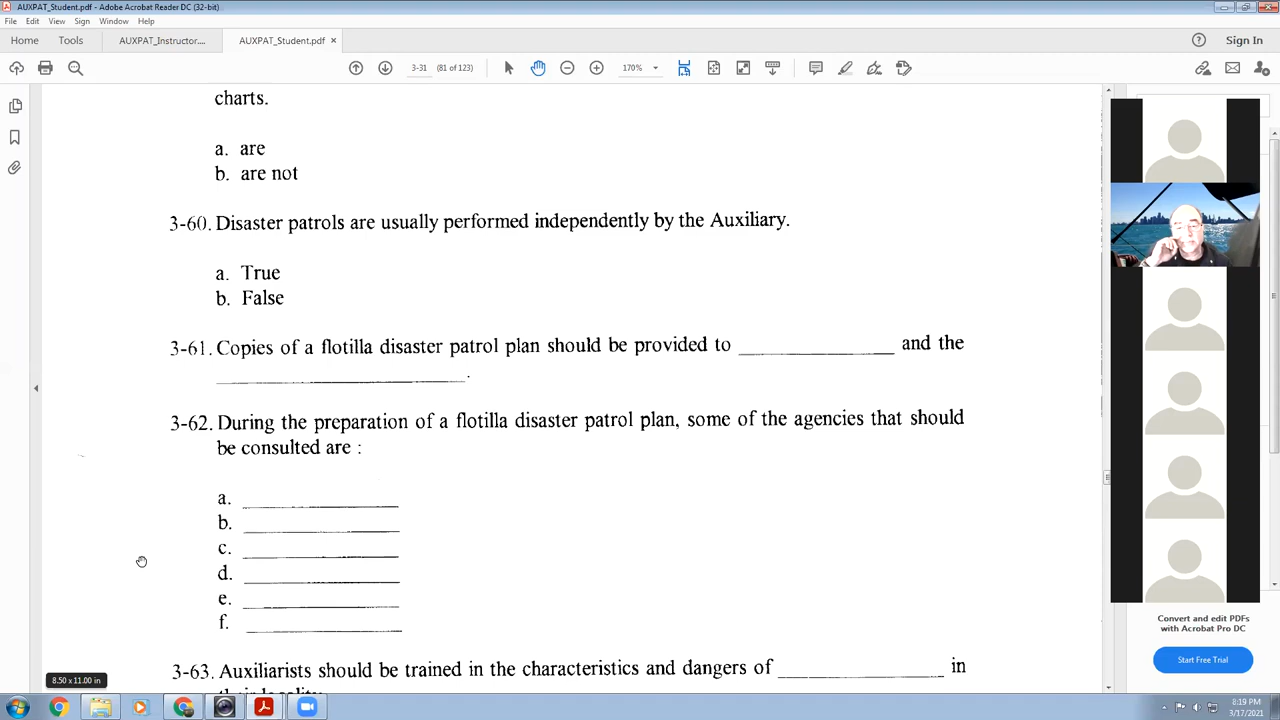 AUXPAT_Student.pdf - Adobe Acrobat Reader DC (32-bit)
File Edit View Sign Window Help
Home Tools AUXPAT_Instructor.... AUXPAT_Student.pdf × Sign In
3-31 (81 of 123) 170%
charts.
a. are
b. are not
3-60. Disaster patrols are usually performed independently by the Auxiliary.
a. True
b. False
3-61. Copies of a flotilla disaster patrol plan should be provided to ______________ and the
______________________.
3-62. During the preparation of a flotilla disaster patrol plan, some of the agencies that should
be consulted are :
a. ______________
b. ______________
c. ______________
d. ______________
e. ______________
f. ______________
3-63. Auxiliarists should be trained in the characteristics and dangers of ______________ in
their locality.
Convert and edit PDFs
with Acrobat Pro DC
Start Free Trial
8.50 x 11.00 in
8:19 PM
3/17/2021